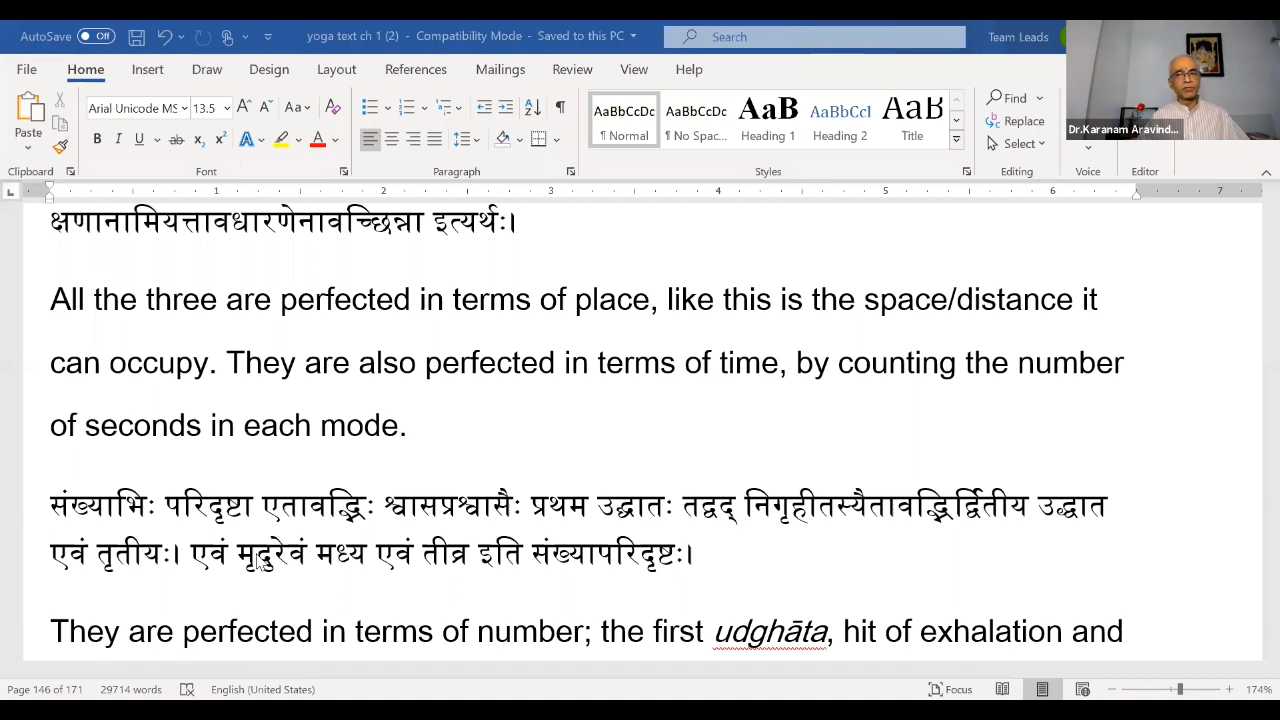 AutoSave Off yoga text ch 1 (2) - Compatibility Mode - Saved to this PC Search Team Leads
File Home Insert Draw Design Layout References Mailings Review View Help
Paste Arial Unicode MS 13.5 AaBbCcDc AaBbCcDc AaB AaBbCcI AaB Find
Normal No Spac... Heading 1 Heading 2 Title Replace Select
Dr.Karanam Aravind...
Clipboard Font Paragraph Styles Editing Voice Editor
1 2 3 4 5 6 7
क्षणानामियत्तावधारणेनावच्छिन्ना इत्यर्थः।
All the three are perfected in terms of place, like this is the space/distance it
can occupy. They are also perfected in terms of time, by counting the number
of seconds in each mode.
संख्याभिः परिदृष्टा एतावद्भिः श्वासप्रश्वासैः प्रथम उद्घातः तद्वद् निगृहीतस्यैतावद्भिर्द्वितीय उद्घात
एवं तृतीयः। एवं मृदुरेवं मध्य एवं तीव्र इति संख्यापरिदृष्टः।
They are perfected in terms of number; the first udghāta, hit of exhalation and
Page 146 of 171 29714 words English (United States) Focus 174%